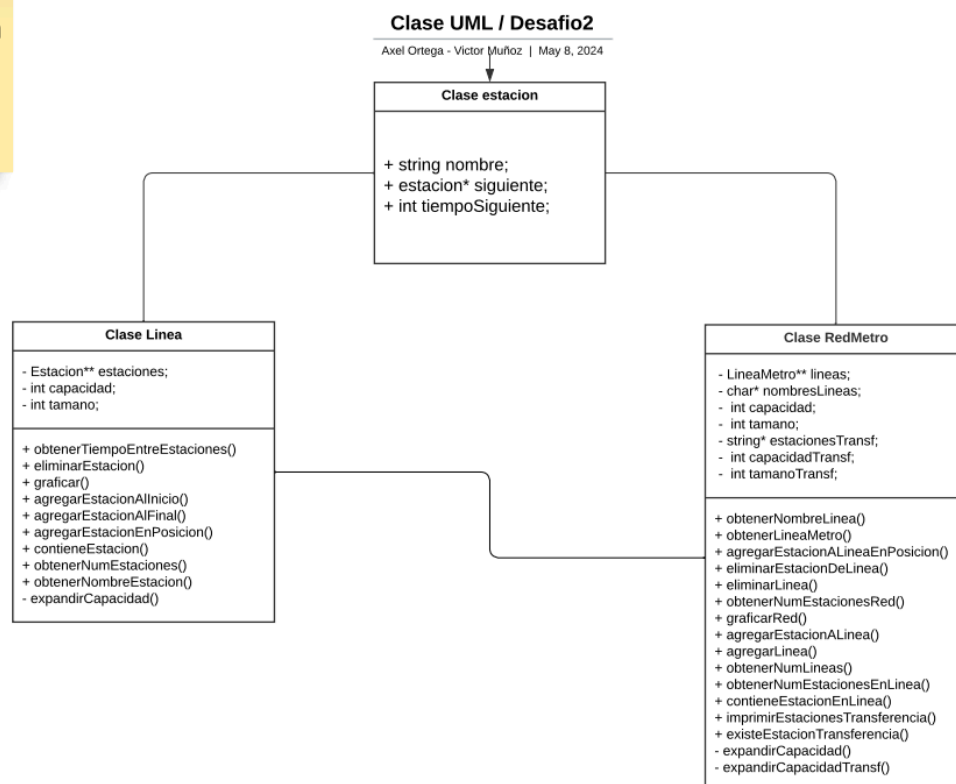 Clase UML / Desafio2
Axel Ortega - Victor Muñoz | May 8, 2024
Clase estacion
+ string nombre;
+ estacion* siguiente;
+ int tiempoSiguiente;
Clase Linea
- Estacion** estaciones;
- int capacidad;
- int tamano;
+ obtenerTiempoEntreEstaciones()
+ eliminarEstacion()
+ graficar()
+ agregarEstacionAlInicio()
+ agregarEstacionAlFinal()
+ agregarEstacionEnPosicion()
+ contieneEstacion()
+ obtenerNumEstaciones()
+ obtenerNombreEstacion()
- expandirCapacidad()
Clase RedMetro
- LineaMetro** lineas;
- char* nombresLineas;
- int capacidad;
- int tamano;
- string* estacionesTransf;
- int capacidadTransf;
- int tamanoTransf;
+ obtenerNombreLinea()
+ obtenerLineaMetro()
+ agregarEstacionALineaEnPosicion()
+ eliminarEstacionDeLinea()
+ eliminarLinea()
+ obtenerNumEstacionesRed()
+ graficarRed()
+ agregarEstacionALinea()
+ agregarLinea()
+ obtenerNumLineas()
+ obtenerNumEstacionesEnLinea()
+ contieneEstacionEnLinea()
+ imprimirEstacionesTransferencia()
+ existeEstacionTransferencia()
- expandirCapacidad()
- expandirCapacidadTransf()